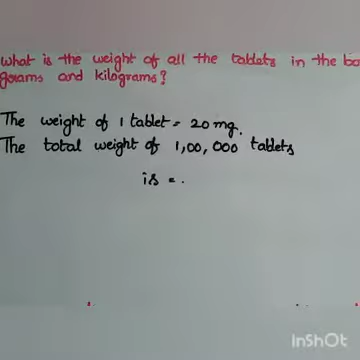 What is the weight of all the tablets in the
grams and kilograms?
The weight of 1 tablet = 20 mg.
The total weight of 1,00,000 tablets
is =.
InShOt